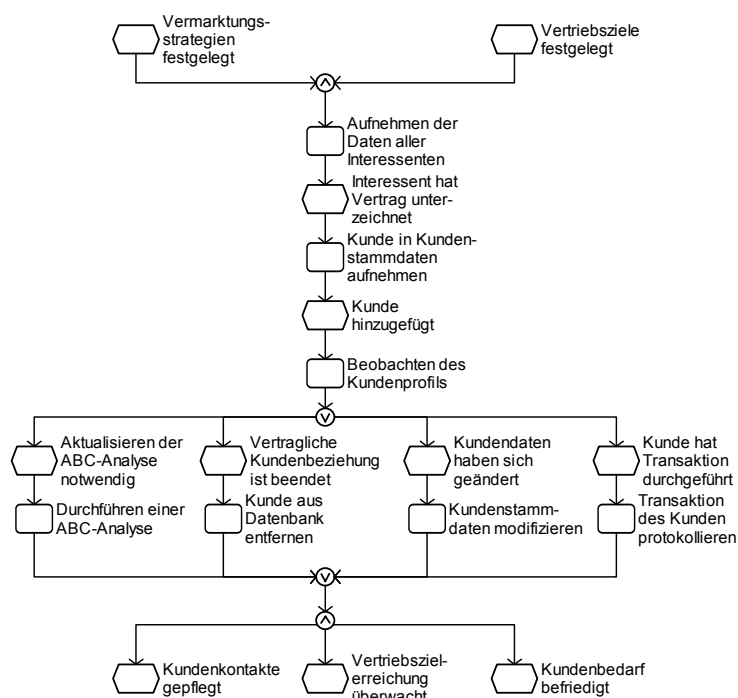 Vermarktungs-
strategien
festgelegt
Vertriebsziele
festgelegt
Aufnehmen der
Daten aller
Interessenten
Interessent hat
Vertrag unter-
zeichnet
Kunde in Kunden-
stammdaten
aufnehmen
Kunde
hinzugefügt
Beobachten des
Kundenprofils
Aktualisieren der
ABC-Analyse
notwendig
Vertragliche
Kundenbeziehung
ist beendet
Kundendaten
haben sich
geändert
Kunde hat
Transaktion
durchgeführt
Durchführen einer
ABC-Analyse
Kunde aus
Datenbank
entfernen
Kundenstamm-
daten modifizieren
Transaktion
des Kunden
protokollieren
Kundenkontakte
gepflegt
Vertriebsziel-
erreichung
überwacht
Kundenbedarf
befriedigt